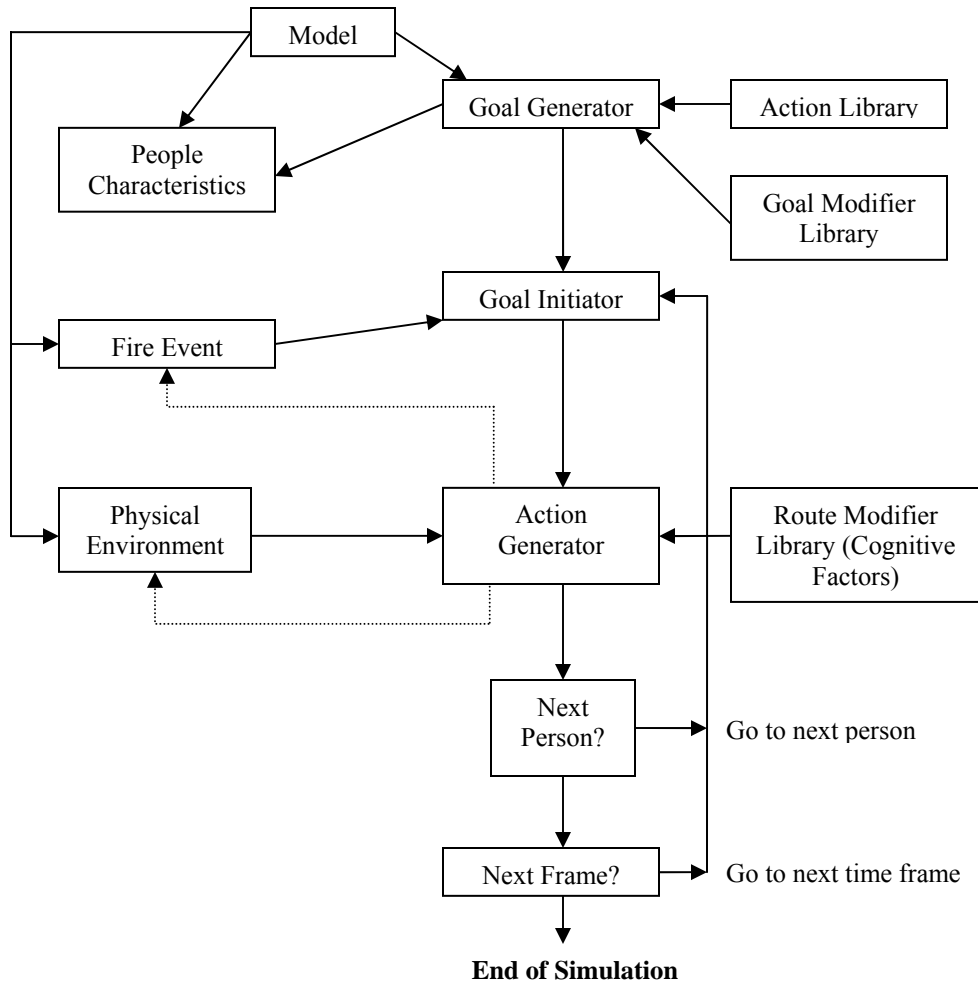 Model
Goal Generator
Action Library
People
Characteristics
Goal Modifier
Library
Goal Initiator
Fire Event
Physical
Environment
Action
Generator
Route Modifier
Library (Cognitive
Factors)
Next
Person?
Go to next person
Next Frame?
Go to next time frame
End of Simulation